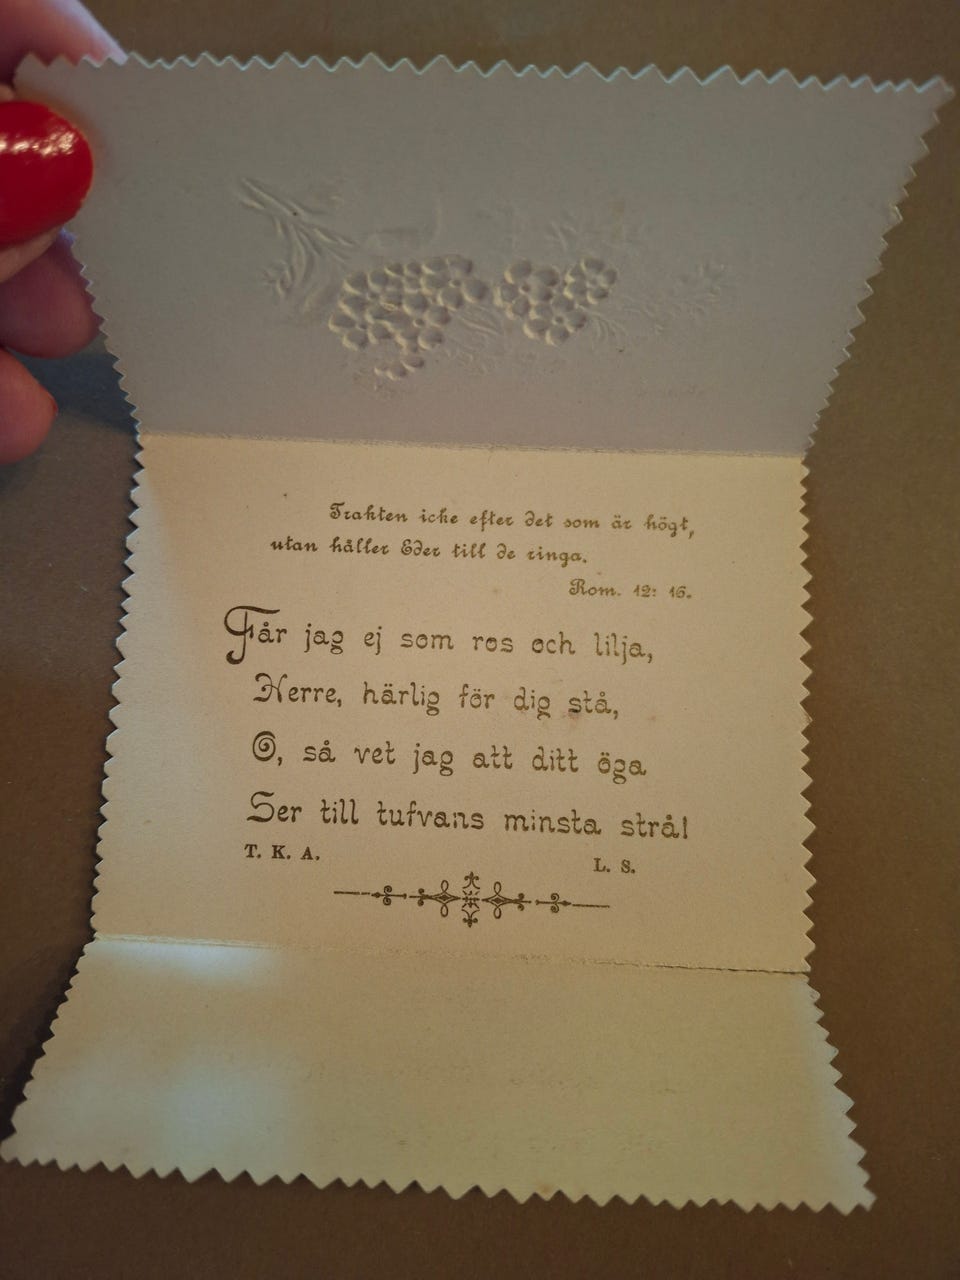 Trakten icke efter det som är högt,
utan håller Eder till de ringa.
Rom. 12: 16.
Får jag ej som ros och lilja,
Herre, härlig för dig stå,
O, så vet jag att ditt öga
Ser till tufvans minsta strå!
T. K. A.
L. S.